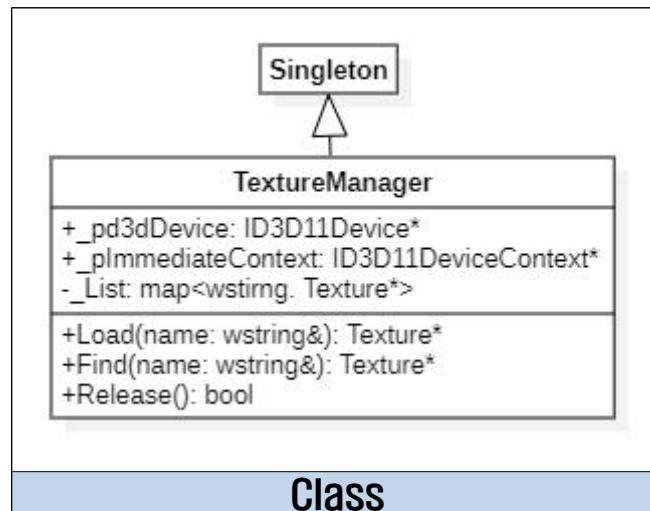 Singleton
TextureManager
+_pd3dDevice: ID3D11Device*
+_pImmediateContext: ID3D11DeviceContext*
-_List: map<wstirng. Texture*>
+Load(name: wstring&): Texture*
+Find(name: wstring&): Texture*
+Release(): bool
Class